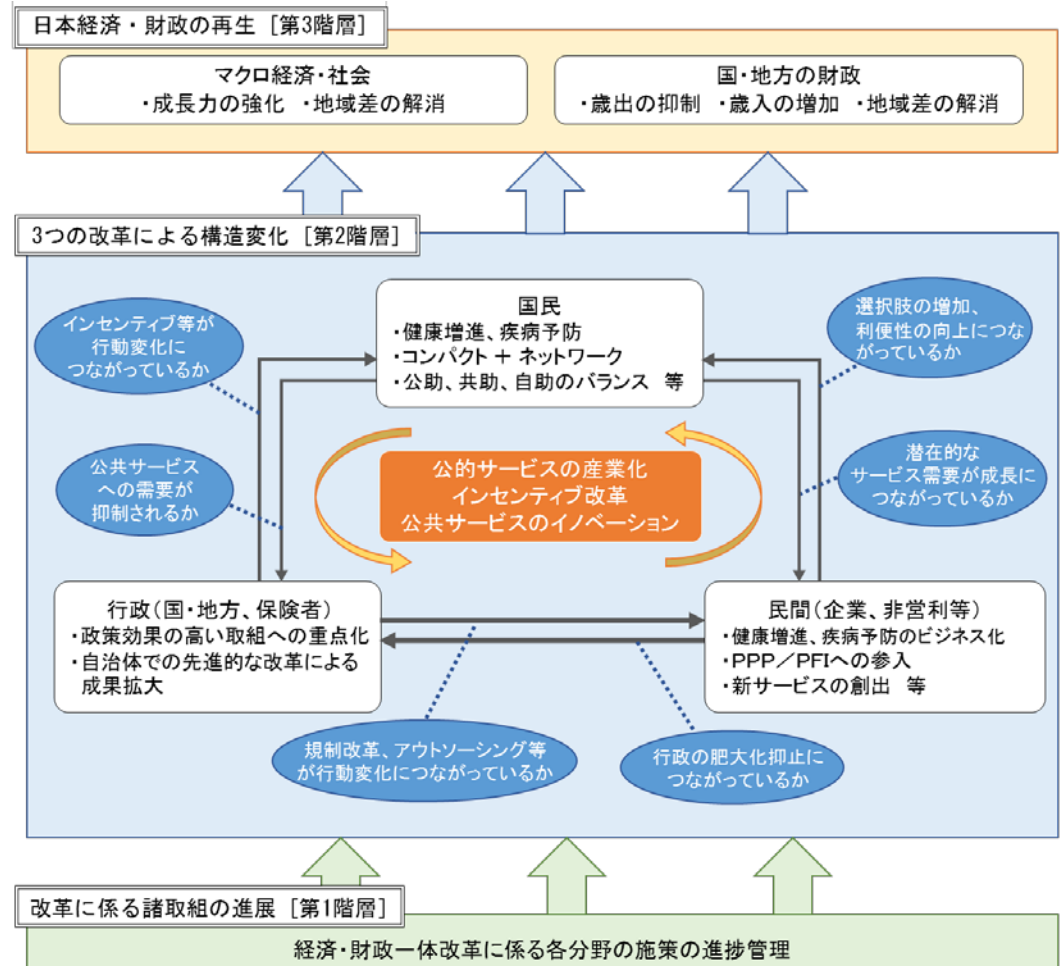 日本経済・財政の再生 [第3階層]
マクロ経済・社会
・成長力の強化 ・地域差の解消
国・地方の財政
・歳出の抑制 ・歳入の増加 ・地域差の解消
3つの改革による構造変化 [第2階層]
インセンティブ等が
行動変化に
つながっているか
国民
・健康増進、疾病予防
・コンパクト + ネットワーク
・公助、共助、自助のバランス 等
選択肢の増加、
利便性の向上につな
がっているか
公共サービス
への需要が
抑制されるか
公的サービスの産業化
インセンティブ改革
公共サービスのイノベーション
潜在的な
サービス需要が成長に
つながっているか
行政(国・地方、保険者)
・政策効果の高い取組への重点化
・自治体での先進的な改革による
成果拡大
民間(企業、非営利等)
・健康増進、疾病予防のビジネス化
・PPP/PFIへの参入
・新サービスの創出 等
規制改革、アウトソーシング等
が行動変化につながっているか
行政の肥大化抑止に
つながっているか
改革に係る諸取組の進展 [第1階層]
経済・財政一体改革に係る各分野の施策の進捗管理